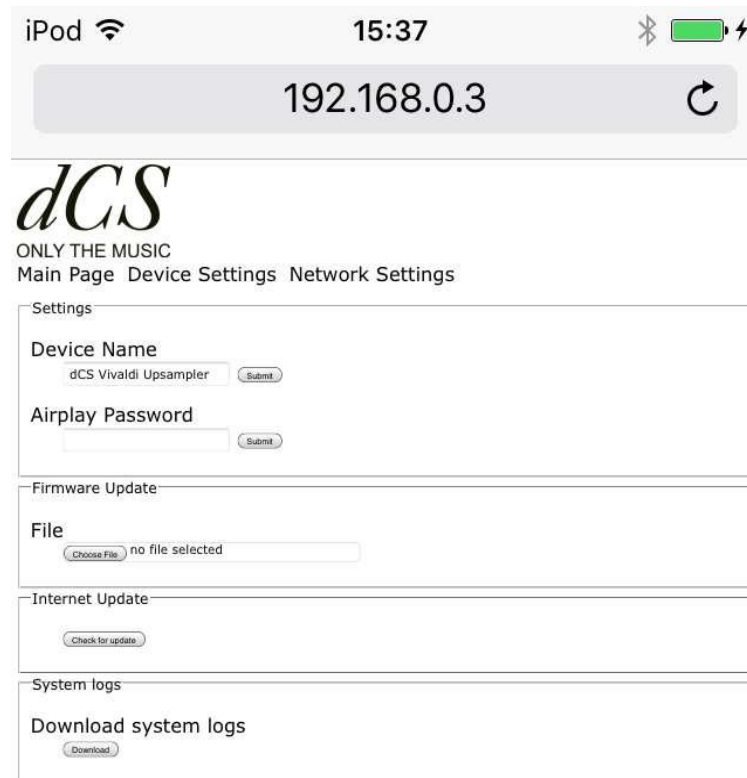 iPod 15:37
192.168.0.3
dCS
ONLY THE MUSIC
Main Page Device Settings Network Settings
Settings
Device Name
dCS Vivaldi Upsampler Submit
Airplay Password
Submit
Firmware Update
File
Choose File no file selected
Internet Update
Check for update
System logs
Download system logs
Download